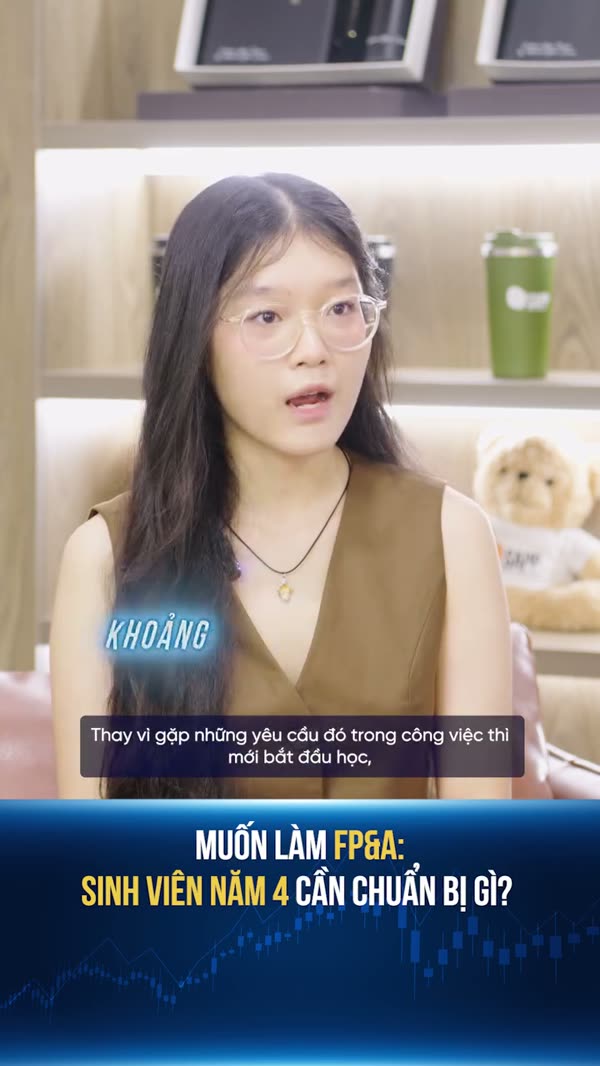 KHOẢNG
Thay vì gặp những yêu cầu đó trong công việc thì
mới bắt đầu học,
MUỐN LÀM FP&A:
SINH VIÊN NĂM 4 CẦN CHUẨN BỊ GÌ?